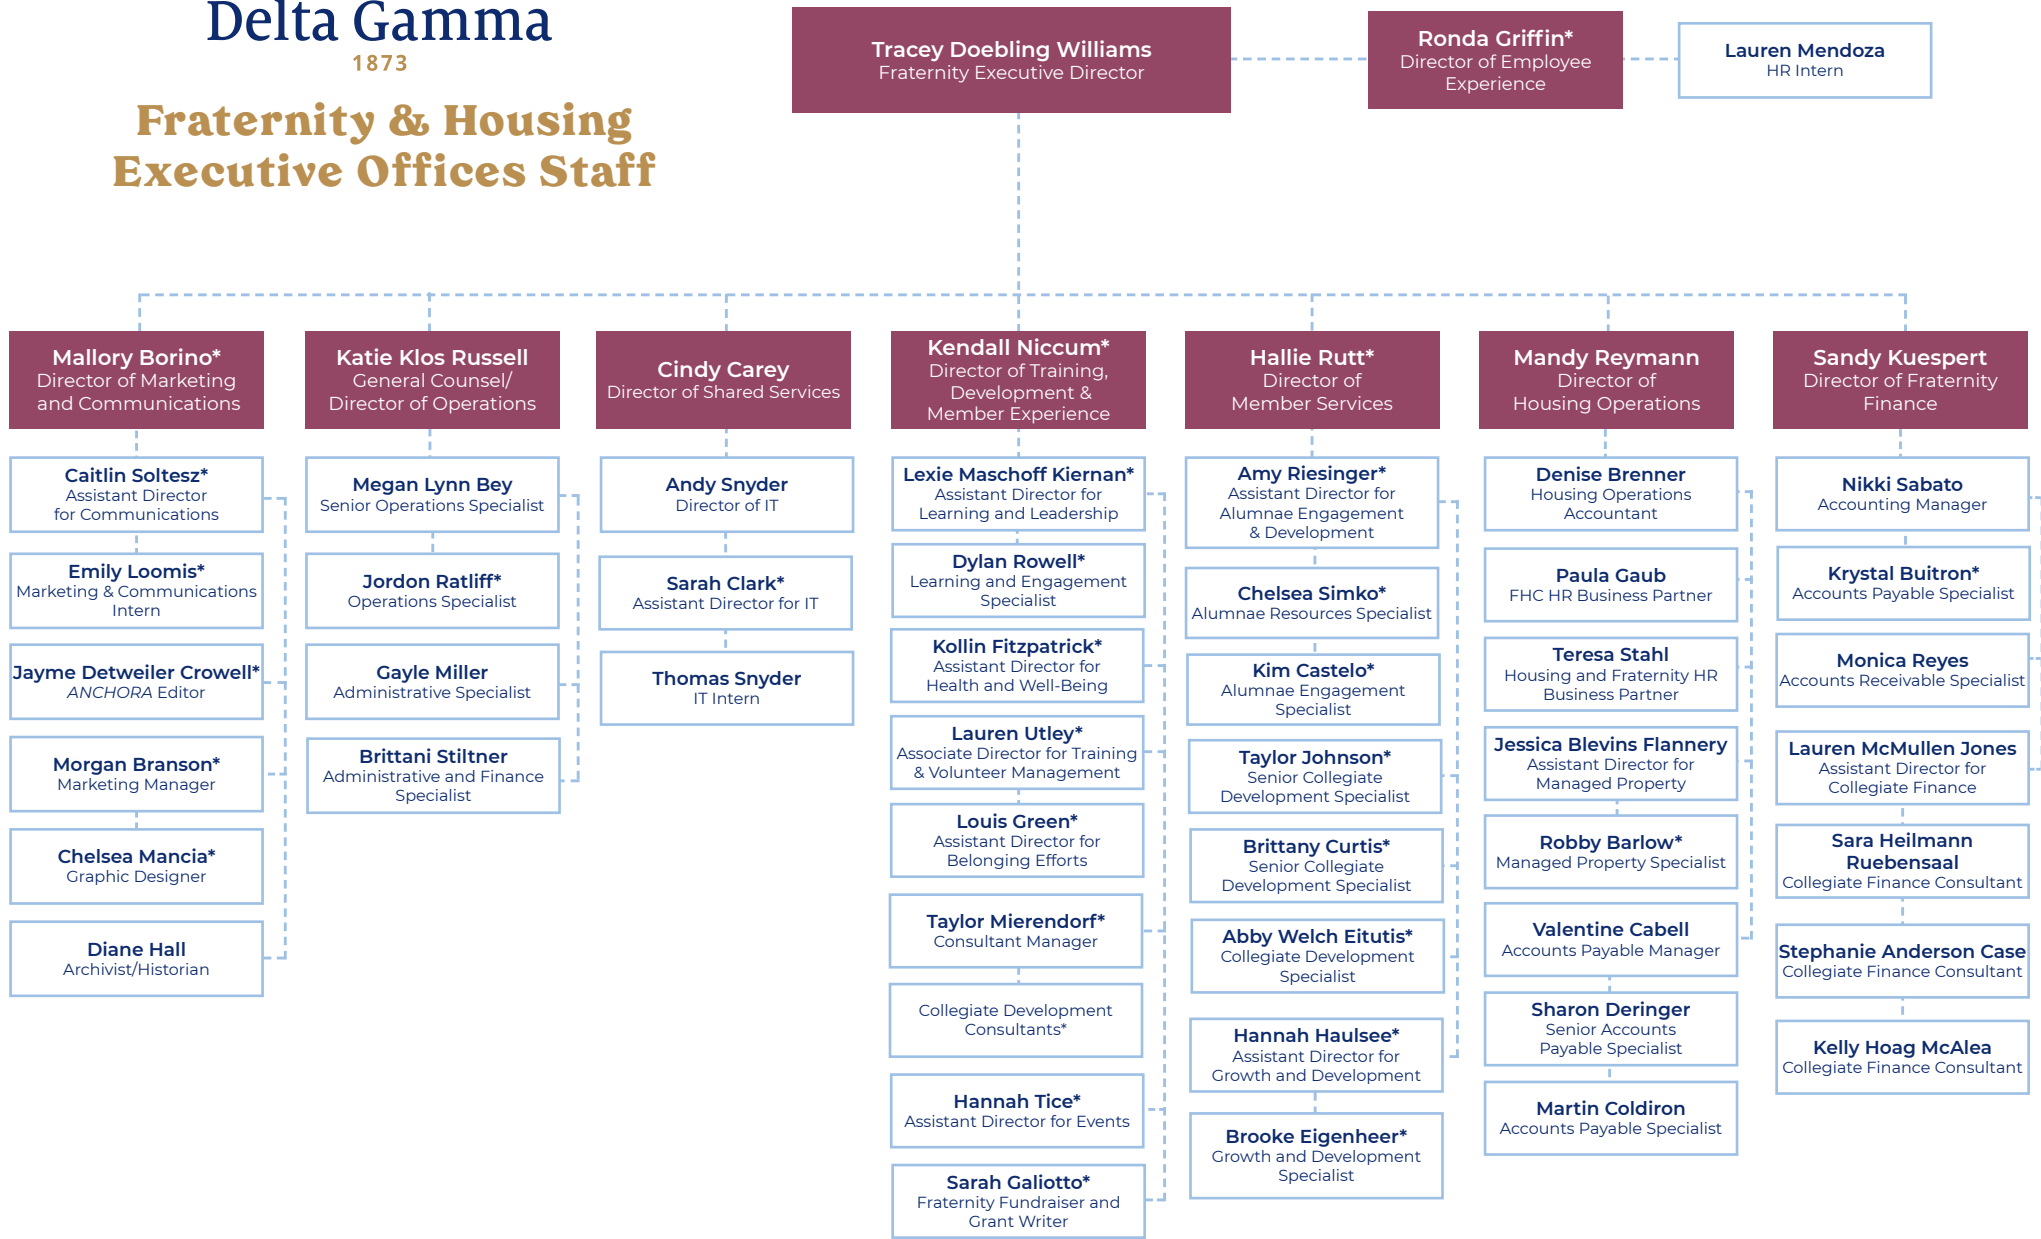 Delta Gamma
1873
Fraternity & Housing
Executive Offices Staff
Tracey Doebling Williams
Fraternity Executive Director
Ronda Griffin*
Director of Employee
Experience
Lauren Mendoza
HR Intern
Mallory Borino*
Director of Marketing
and Communications
Caitlin Soltesz*
Assistant Director
for Communications
Emily Loomis*
Marketing & Communications
Intern
Jayme Detweiler Crowell*
ANCHORA Editor
Morgan Branson*
Marketing Manager
Chelsea Mancia*
Graphic Designer
Diane Hall
Archivist/Historian
Katie Klos Russell
General Counsel/
Director of Operations
Megan Lynn Bey
Senior Operations Specialist
Jordon Ratliff*
Operations Specialist
Gayle Miller
Administrative Specialist
Brittani Stiltner
Administrative and Finance
Specialist
Cindy Carey
Director of Shared Services
Andy Snyder
Director of IT
Sarah Clark*
Assistant Director for IT
Thomas Snyder
IT Intern
Kendall Niccum*
Director of Training,
Development &
Member Experience
Lexie Maschoff Kiernan*
Assistant Director for
Learning and Leadership
Dylan Rowell*
Learning and Engagement
Specialist
Kollin Fitzpatrick*
Assistant Director for
Health and Well-Being
Lauren Utley*
Associate Director for Training
& Volunteer Management
Louis Green*
Assistant Director for
Belonging Efforts
Taylor Mierendorf*
Consultant Manager
Collegiate Development
Consultants*
Hannah Tice*
Assistant Director for Events
Sarah Galiotto*
Fraternity Fundraiser and
Grant Writer
Hallie Rutt*
Director of
Member Services
Amy Riesinger*
Assistant Director for
Alumnae Engagement
& Development
Chelsea Simko*
Alumnae Resources Specialist
Kim Castelo*
Alumnae Engagement
Specialist
Taylor Johnson*
Senior Collegiate
Development Specialist
Brittany Curtis*
Senior Collegiate
Development Specialist
Abby Welch Eitutis*
Collegiate Development
Specialist
Hannah Haulsee*
Assistant Director for
Growth and Development
Brooke Eigenheer*
Growth and Development
Specialist
Mandy Reymann
Director of
Housing Operations
Denise Brenner
Housing Operations
Accountant
Paula Gaub
FHC HR Business Partner
Teresa Stahl
Housing and Fraternity HR
Business Partner
Jessica Blevins Flannery
Assistant Director for
Managed Property
Robby Barlow*
Managed Property Specialist
Valentine Cabell
Accounts Payable Manager
Sharon Deringer
Senior Accounts
Payable Specialist
Martin Coldiron
Accounts Payable Specialist
Sandy Kuespert
Director of Fraternity
Finance
Nikki Sabato
Accounting Manager
Krystal Buitron*
Accounts Payable Specialist
Monica Reyes
Accounts Receivable Specialist
Lauren McMullen Jones
Assistant Director for
Collegiate Finance
Sara Heilmann
Ruebensaal
Collegiate Finance Consultant
Stephanie Anderson Case
Collegiate Finance Consultant
Kelly Hoag McAlea
Collegiate Finance Consultant